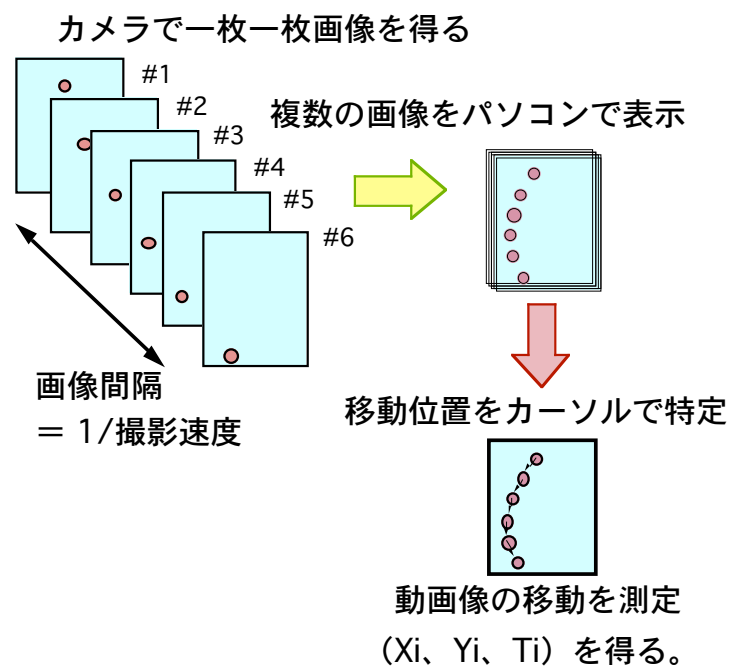 カメラで一枚一枚画像を得る
#1
#2
#3
#4
#5
#6
複数の画像をパソコンで表示
画像間隔
＝ 1/撮影速度
移動位置をカーソルで特定
動画像の移動を測定
（Xi、Yi、Ti）を得る。